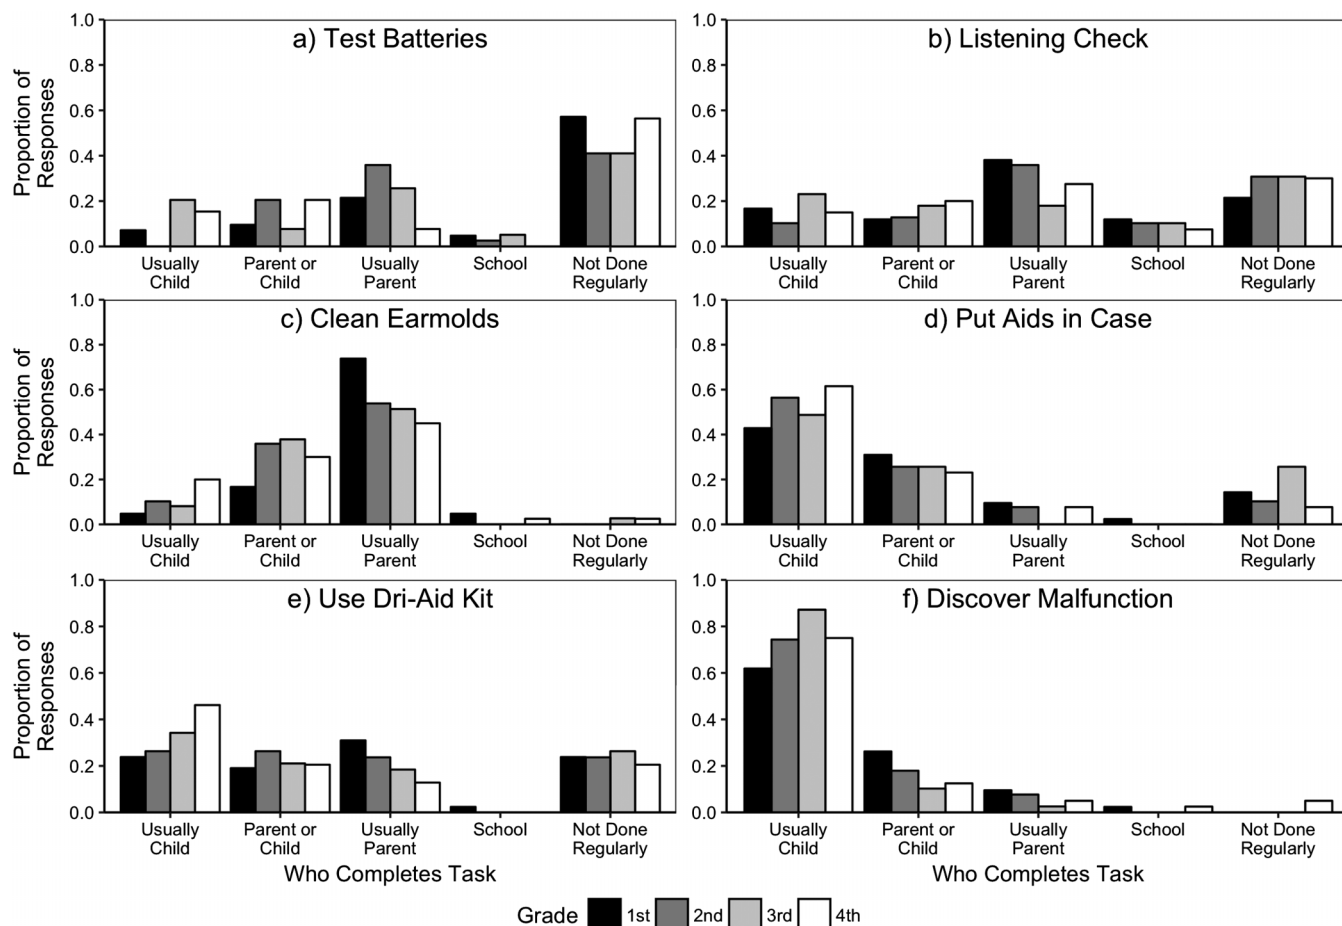 a) Test Batteries
Proportion of
Responses
1.0
0.8
0.6
0.4
0.2
0.0
Usually
Child
Parent or
Child
Usually
Parent
School
Not Done
Regularly
b) Listening Check
1.0
0.8
0.6
0.4
0.2
0.0
Usually
Child
Parent or
Child
Usually
Parent
School
Not Done
Regularly
c) Clean Earmolds
Proportion of
Responses
1.0
0.8
0.6
0.4
0.2
0.0
Usually
Child
Parent or
Child
Usually
Parent
School
Not Done
Regularly
d) Put Aids in Case
1.0
0.8
0.6
0.4
0.2
0.0
Usually
Child
Parent or
Child
Usually
Parent
School
Not Done
Regularly
e) Use Dri-Aid Kit
Proportion of
Responses
1.0
0.8
0.6
0.4
0.2
0.0
Usually
Child
Parent or
Child
Usually
Parent
School
Not Done
Regularly
Who Completes Task
f) Discover Malfunction
1.0
0.8
0.6
0.4
0.2
0.0
Usually
Child
Parent or
Child
Usually
Parent
School
Not Done
Regularly
Who Completes Task
Grade 1st 2nd 3rd 4th